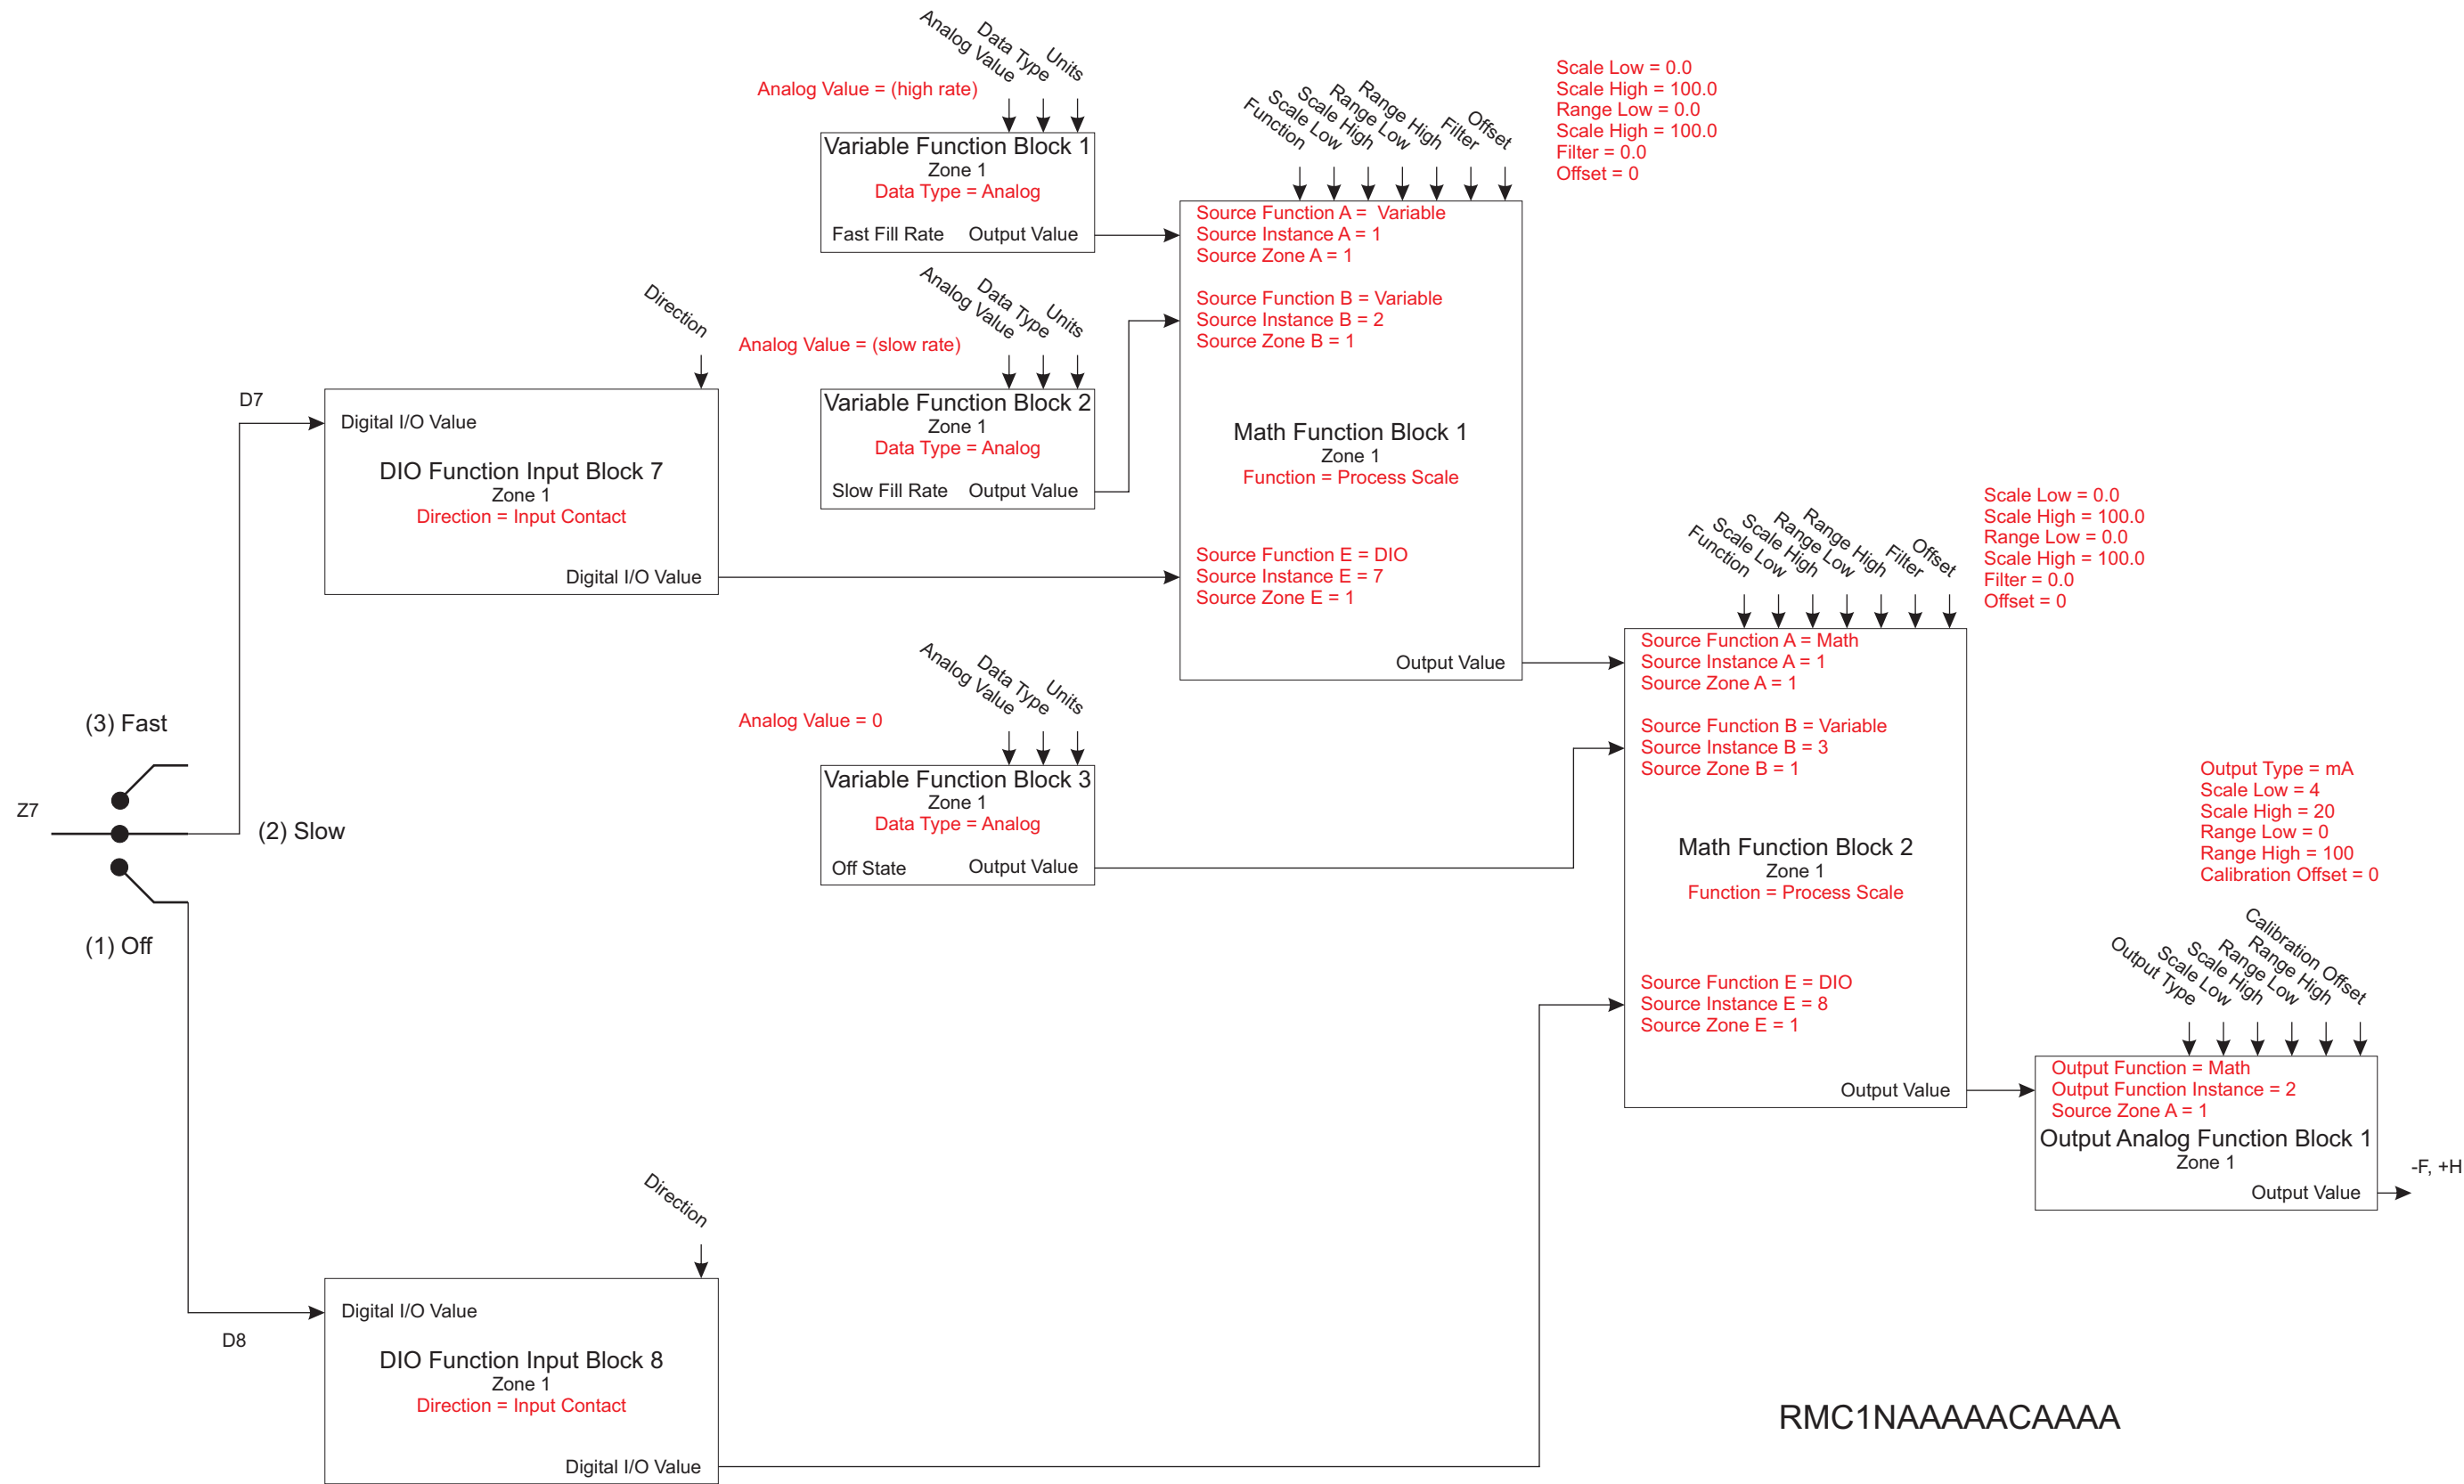 Analog Value
Data Type
Units
Analog Value = (high rate)
Variable Function Block 1
Zone 1
Data Type = Analog
Fast Fill Rate Output Value
Function
Scale Low
Scale High
Range Low
Range High
Filter
Offset
Scale Low = 0.0
Scale High = 100.0
Range Low = 0.0
Scale High = 100.0
Filter = 0.0
Offset = 0
Source Function A = Variable
Source Instance A = 1
Source Zone A = 1
Source Function B = Variable
Source Instance B = 2
Source Zone B = 1
Math Function Block 1
Zone 1
Function = Process Scale
Source Function E = DIO
Source Instance E = 7
Source Zone E = 1
Output Value
Analog Value
Data Type
Units
Analog Value = (slow rate)
Variable Function Block 2
Zone 1
Data Type = Analog
Slow Fill Rate Output Value
Direction
D7
Digital I/O Value
DIO Function Input Block 7
Zone 1
Direction = Input Contact
Digital I/O Value
(3) Fast
Z7
(2) Slow
(1) Off
Analog Value
Data Type
Units
Analog Value = 0
Variable Function Block 3
Zone 1
Data Type = Analog
Off State Output Value
Function
Scale Low
Scale High
Range Low
Range High
Filter
Offset
Scale Low = 0.0
Scale High = 100.0
Range Low = 0.0
Scale High = 100.0
Filter = 0.0
Offset = 0
Source Function A = Math
Source Instance A = 1
Source Zone A = 1
Source Function B = Variable
Source Instance B = 3
Source Zone B = 1
Math Function Block 2
Zone 1
Function = Process Scale
Source Function E = DIO
Source Instance E = 8
Source Zone E = 1
Output Value
Output Type = mA
Scale Low = 4
Scale High = 20
Range Low = 0
Range High = 100
Calibration Offset = 0
Output Type
Scale Low
Scale High
Range Low
Range High
Calibration Offset
Output Function = Math
Output Function Instance = 2
Source Zone A = 1
Output Analog Function Block 1
Zone 1
Output Value
-F, +H
Direction
D8
Digital I/O Value
DIO Function Input Block 8
Zone 1
Direction = Input Contact
Digital I/O Value
RMC1NAAAAACAAAA